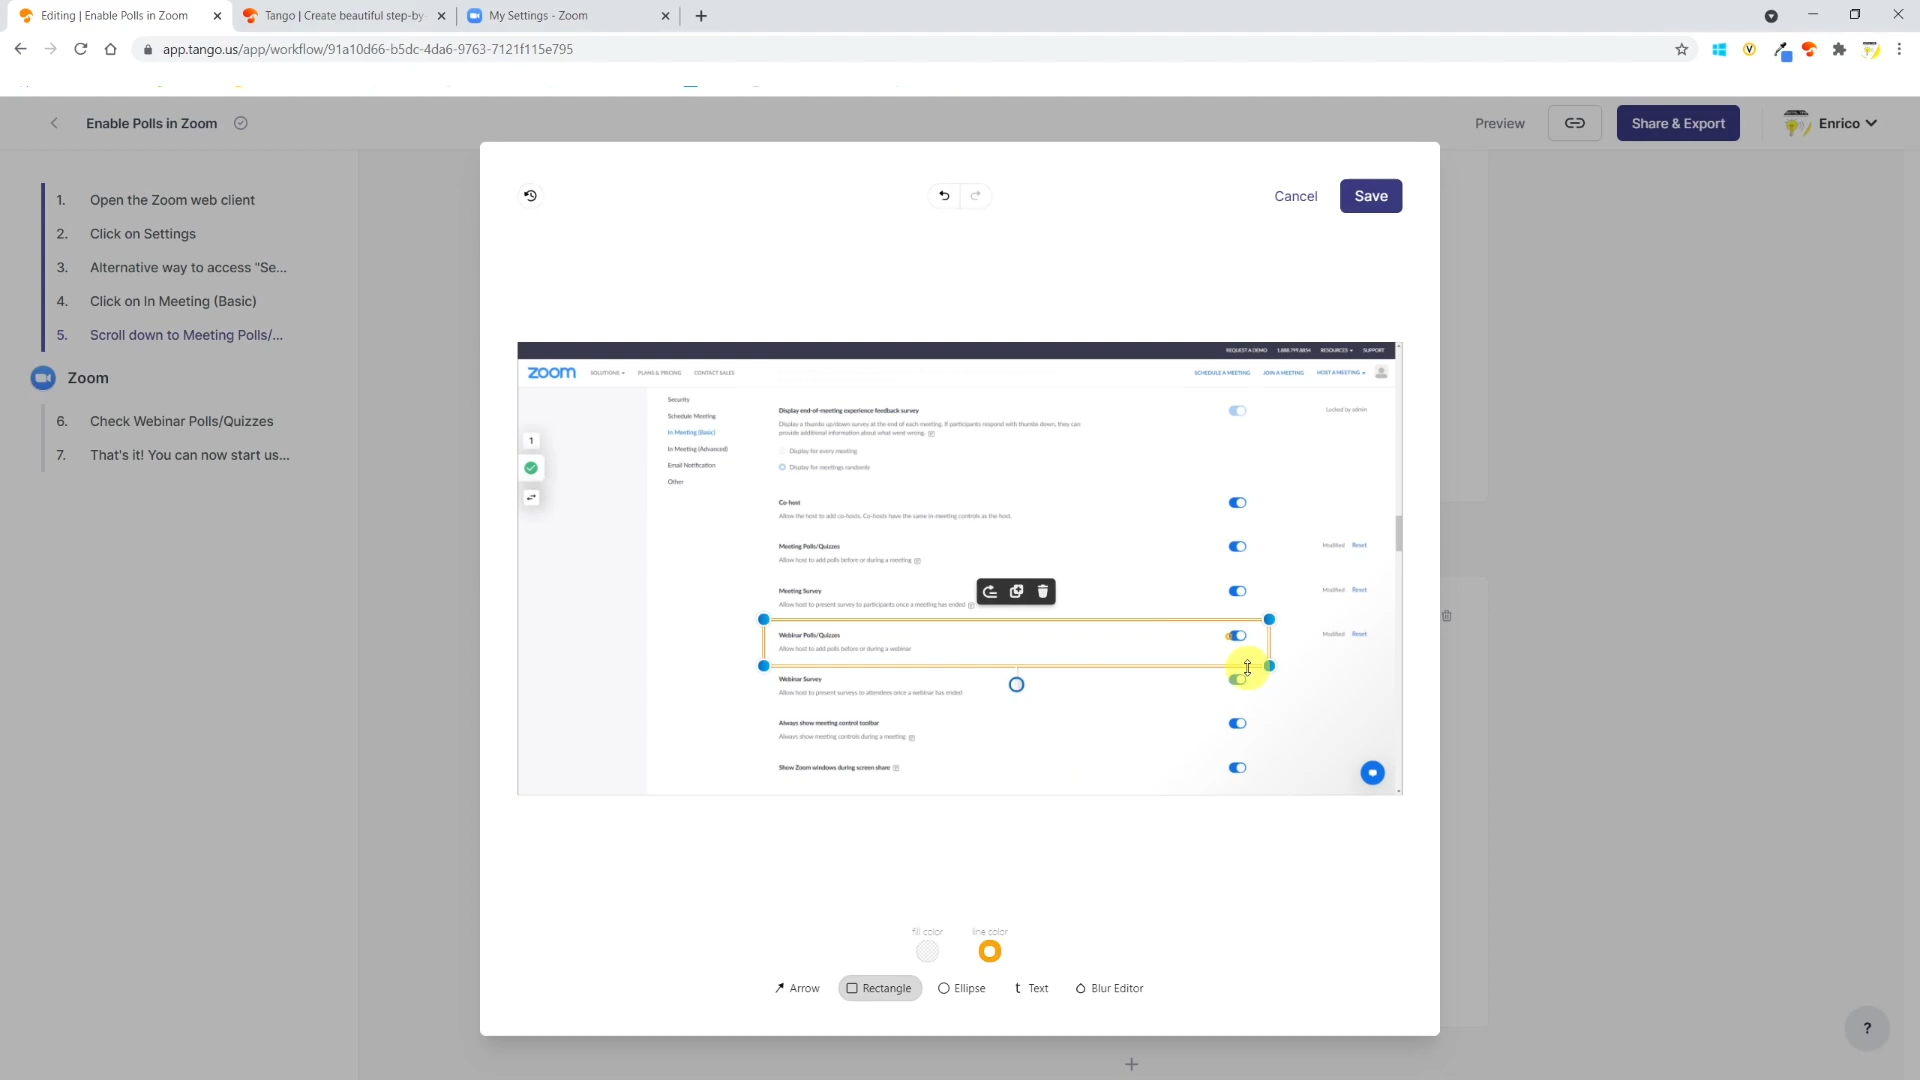 Editing | Enable Polls in Zoom
Tango | Create beautiful step-by-
My Settings - Zoom
app.tango.us/app/workflow/91a10d66-b5dc-4da6-9763-7121f115e795
Enable Polls in Zoom
Preview
Share & Export
Enrico
1. Open the Zoom web client
2. Click on Settings
3. Alternative way to access "Se...
4. Click on In Meeting (Basic)
5. Scroll down to Meeting Polls/...
Zoom
6. Check Webinar Polls/Quizzes
7. That's it! You can now start us...
Cancel
Save
REQUEST A DEMO 1.888.799.8854 RESOURCES SUPPORT
zoom SOLUTIONS PLANS & PRICING CONTACT SALES SCHEDULE A MEETING JOIN A MEETING HOST A MEETING
Security
Schedule Meeting
In Meeting (Basic)
In Meeting (Advanced)
Email Notification
Other
1
Display end-of-meeting experience feedback survey
Locked by admin
Display a thumbs up/down survey at the end of each meeting. If participants respond with thumbs down, they can
provide additional information about what went wrong.
Display for every meeting
Display for meetings randomly
Co-host
Allow the host to add co-hosts. Co-hosts have the same in-meeting controls as the host.
Meeting Polls/Quizzes
Modified Reset
Allow host to add polls before or during a meeting
Meeting Survey
Modified Reset
Allow host to present survey to participants once a meeting has ended
Webinar Polls/Quizzes
Modified Reset
Allow host to add polls before or during a webinar
Webinar Survey
Allow host to present surveys to attendees once a webinar has ended
Always show meeting control toolbar
Always show meeting controls during a meeting
Show Zoom windows during screen share
fill color
line color
Arrow
Rectangle
Ellipse
t Text
Blur Editor
?